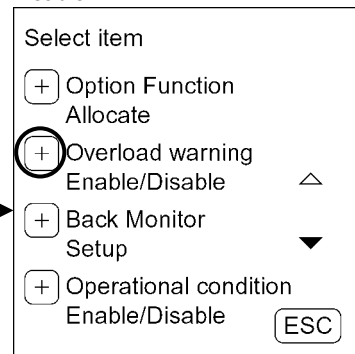 Select item
+ Option Function
Allocate
+ Overload warning
Enable/Disable
+ Back Monitor
Setup
+ Operational condition
Enable/Disable
ESC